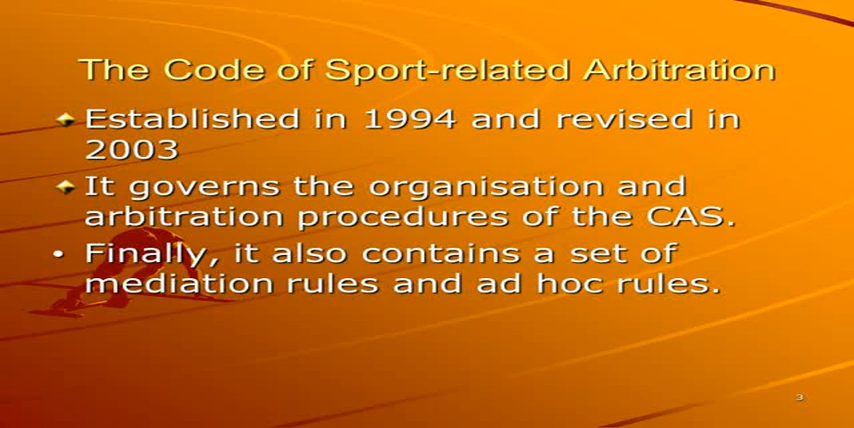 The Code of Sport-related Arbitration
Established in 1994 and revised in
2003
It governs the organisation and
arbitration procedures of the CAS.
• Finally, it also contains a set of
mediation rules and ad hoc rules.
3